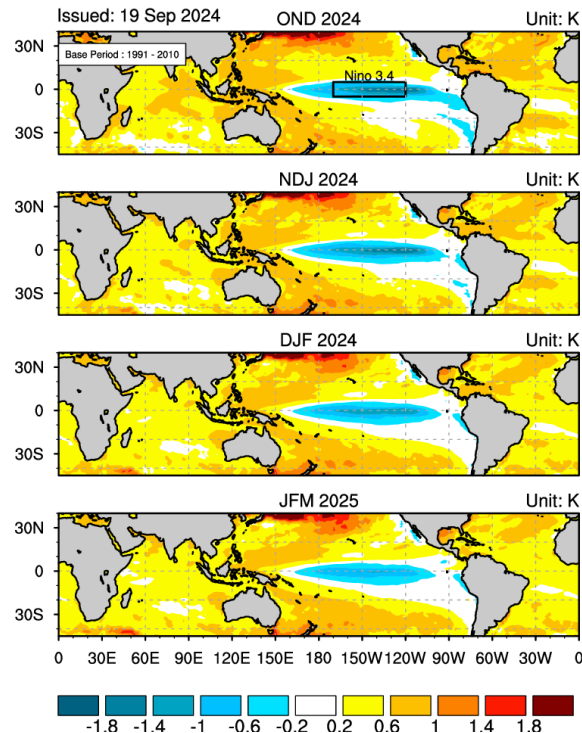 Issued: 19 Sep 2024 OND 2024 Unit: K
30N
Base Period : 1991 - 2010
Nino 3.4
0
30S
NDJ 2024 Unit: K
30N
0
30S
DJF 2024 Unit: K
30N
0
30S
JFM 2025 Unit: K
30N
0
30S
0 30E 60E 90E 120E 150E 180 150W 120W 90W 60W 30W 0
-1.8 -1.4 -1 -0.6 -0.2 0.2 0.6 1 1.4 1.8